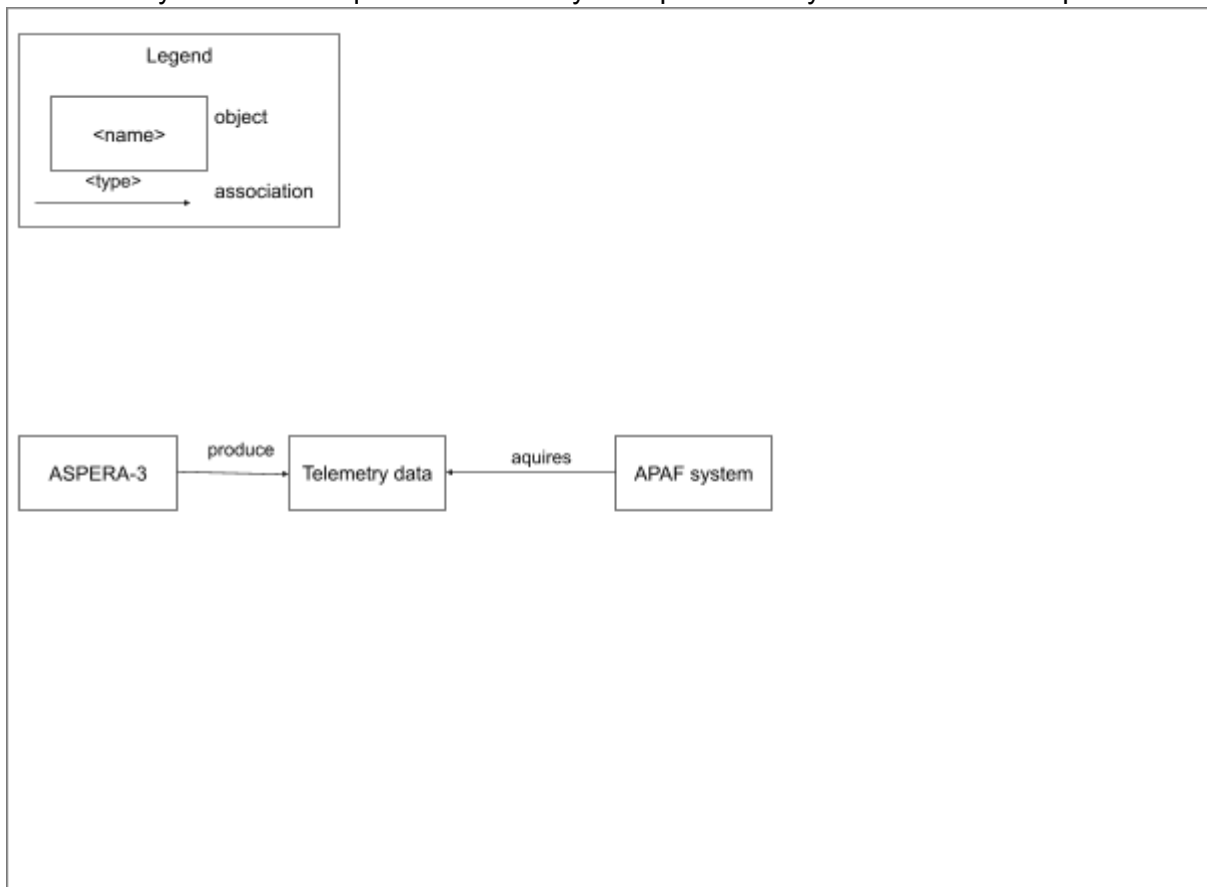 Legend
<name>
object
<type>
association
ASPERA-3
produce
Telemetry data
aquires
APAF system